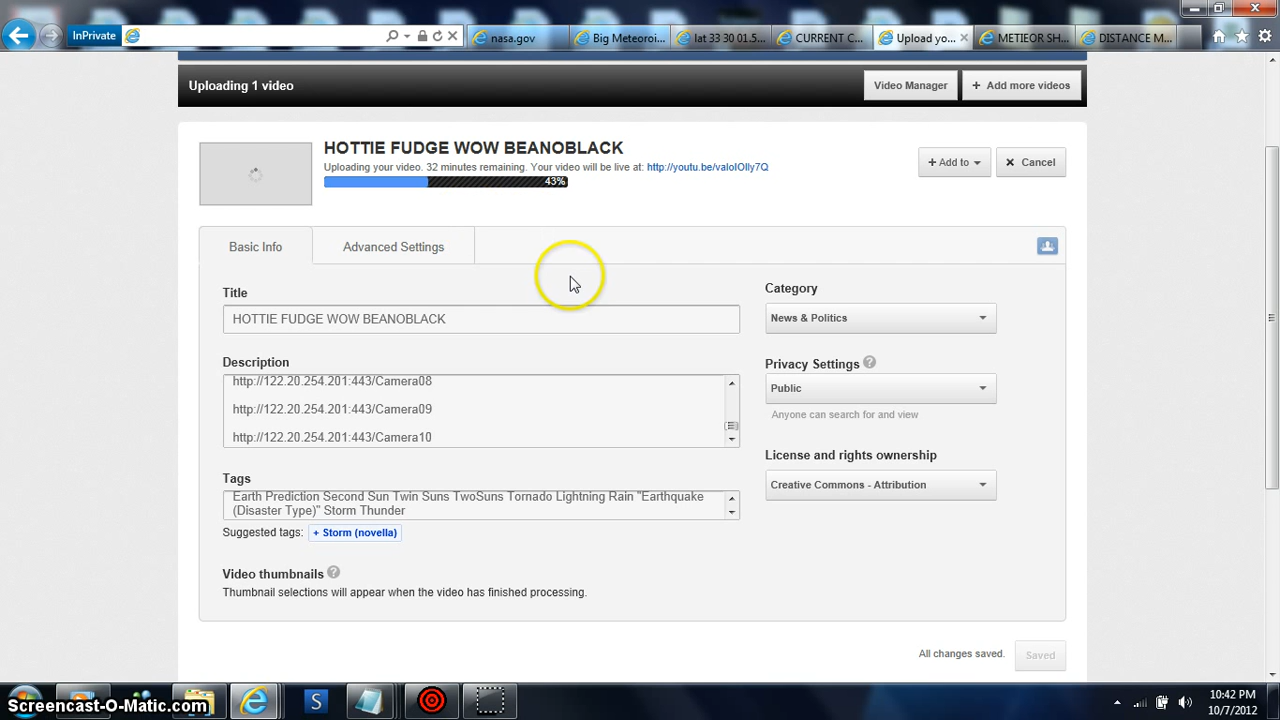 InPrivate
nasa.gov
Big Meteoroi...
lat 33 30 01.5...
CURRENT C...
Upload yo...
METIEOR SH...
DISTANCE M...
Uploading 1 video
Video Manager
+ Add more videos
HOTTIE FUDGE WOW BEANOBLACK
Uploading your video. 32 minutes remaining. Your video will be live at: http://youtu.be/valoIOlly7Q
43%
+ Add to
Cancel
Basic Info
Advanced Settings
Title
HOTTIE FUDGE WOW BEANOBLACK
Description
http://122.20.254.201:443/Camera08
http://122.20.254.201:443/Camera09
http://122.20.254.201:443/Camera10
Tags
Earth Prediction Second Sun Twin Suns TwoSuns Tornado Lightning Rain "Earthquake
(Disaster Type)" Storm Thunder
Suggested tags: + Storm (novella)
Video thumbnails ?
Thumbnail selections will appear when the video has finished processing.
Category
News & Politics
Privacy Settings ?
Public
Anyone can search for and view
License and rights ownership
Creative Commons - Attribution
All changes saved.
Saved
Screencast-O-Matic.com
S
10:42 PM
10/7/2012